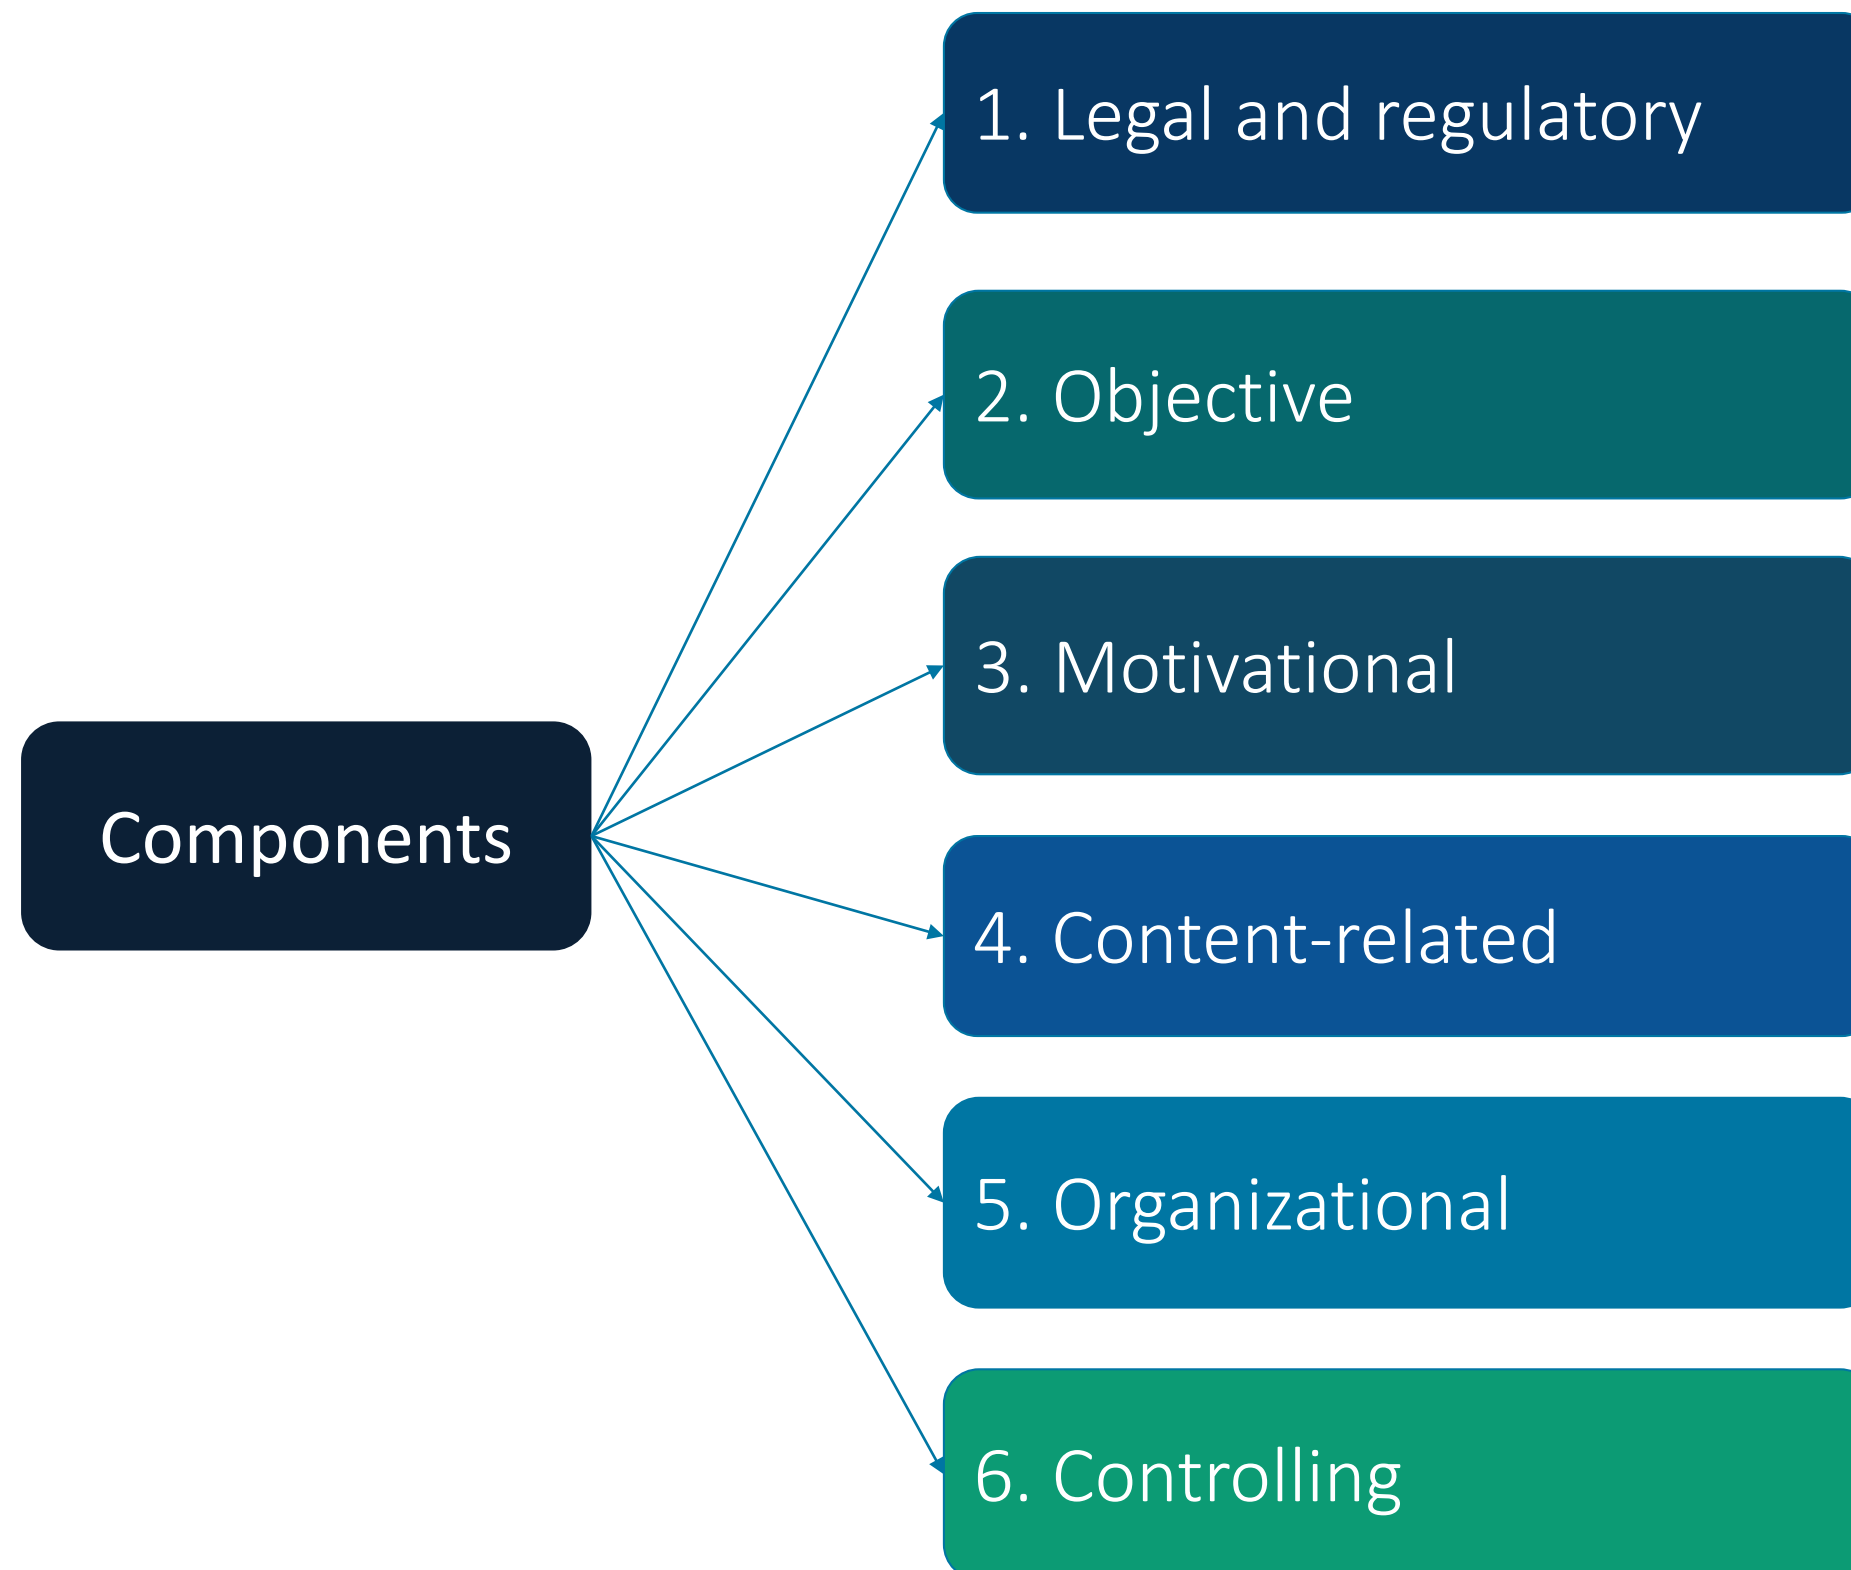 1. Legal and regulatory
2. Objective
3. Motivational
Components
4. Content-related
5. Organizational
6. Controlling